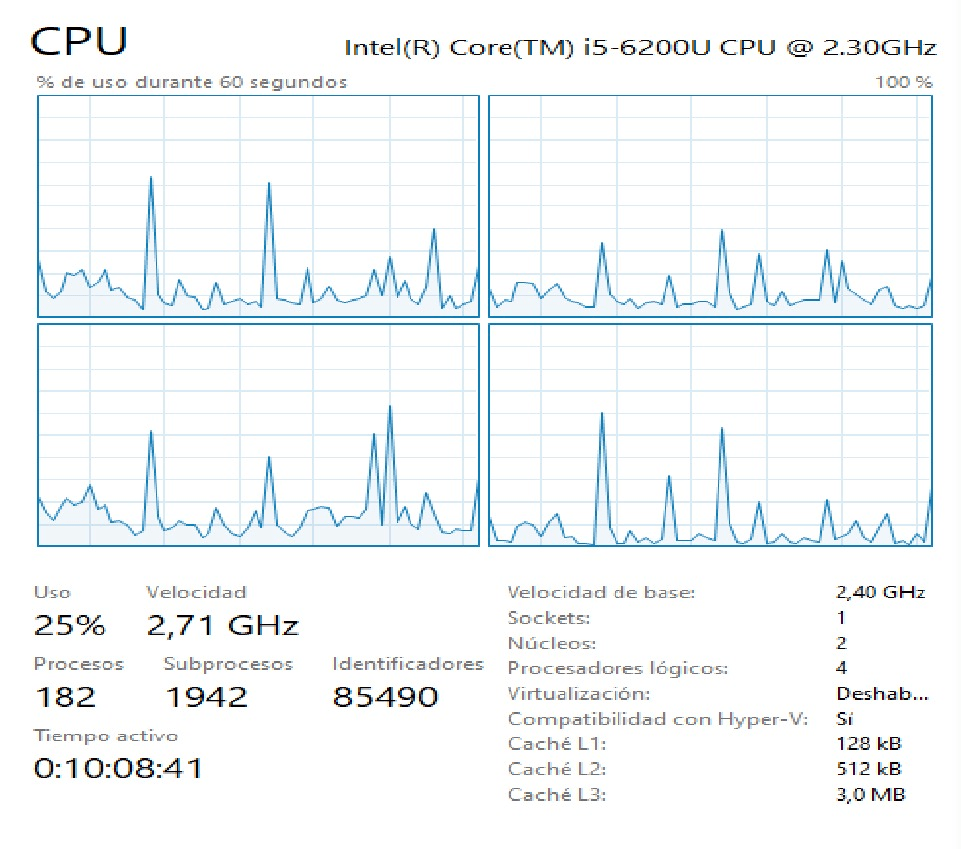 CPU
Intel(R) Core(TM) i5-6200U CPU @ 2.30GHz
% de uso durante 60 segundos
100 %
Uso
Velocidad
25%
2,71 GHz
Procesos
Subprocesos
Identificadores
182
1942
85490
Tiempo activo
0:10:08:41
Velocidad de base:
2,40 GHz
Sockets:
1
Núcleos:
2
Procesadores lógicos:
4
Virtualización:
Deshab...
Compatibilidad con Hyper-V:
Sí
Caché L1:
128 kB
Caché L2:
512 kB
Caché L3:
3,0 MB